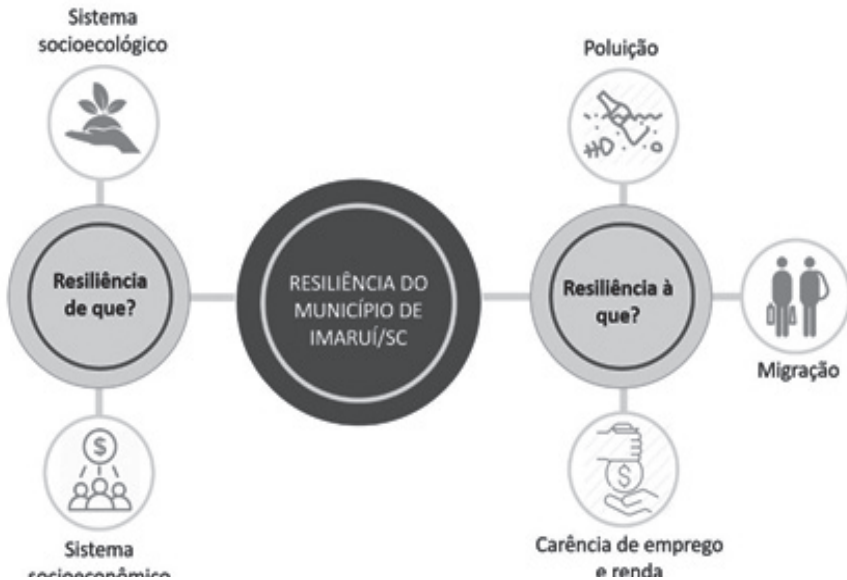 Sistema
socioecológico
Resiliência
de que?
Sistema
socioeconômico
RESILIÊNCIA DO
MUNICÍPIO DE
IMARUÍ/SC
Poluição
Resiliência à
que?
Migração
Carência de emprego
e renda